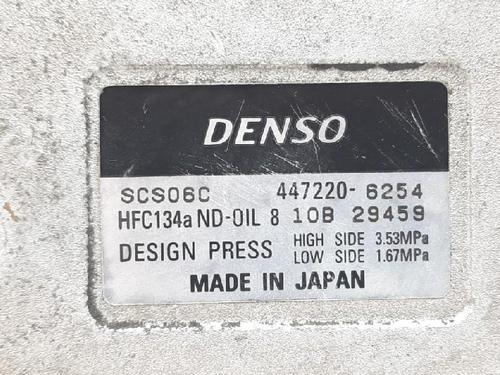 DENSO
SCS06C 447220-6254
HFC134a ND-OIL 8 10B 29459
DESIGN PRESS HIGH SIDE 3.53MPa
LOW SIDE 1.67MPa
MADE IN JAPAN